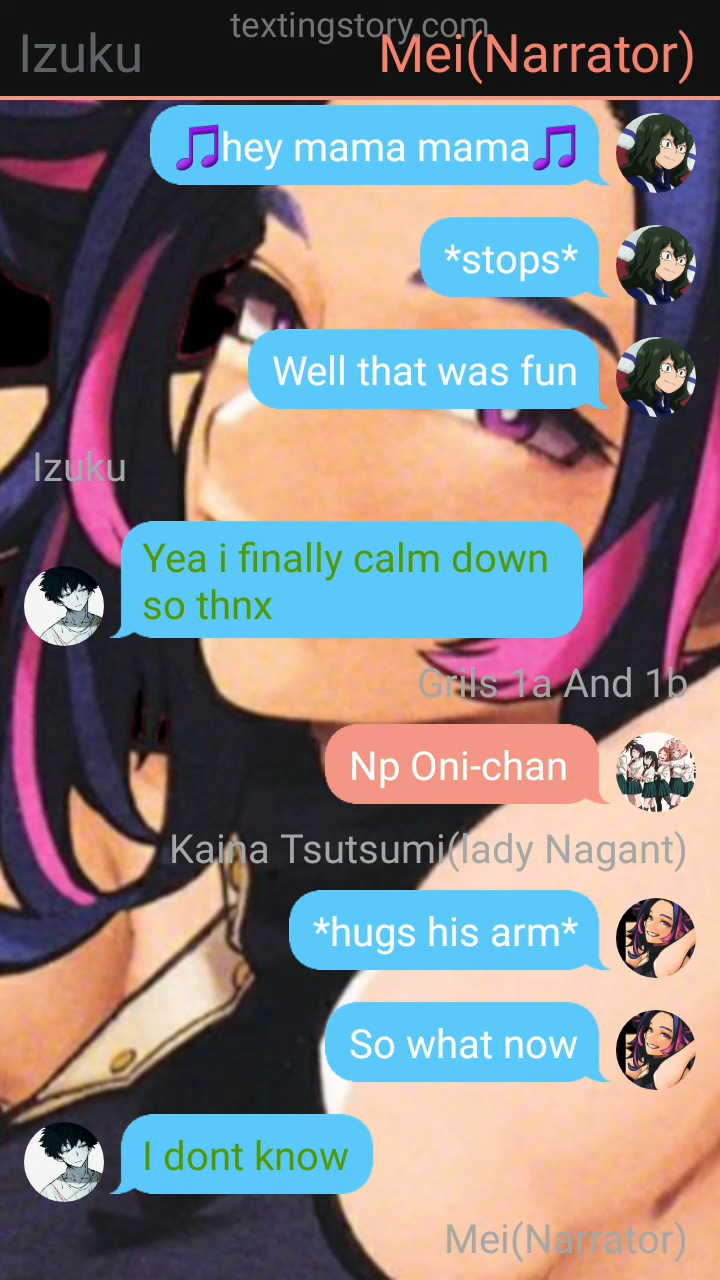 textingstory.com
Izuku
Mei(Narrator)
🎵hey mama mama🎵
*stops*
Well that was fun
Izuku
Yea i finally calm down
so thnx
Grils 1a And 1b
Np Oni-chan
Kaina Tsutsumi(lady Nagant)
*hugs his arm*
So what now
I dont know
Mei(Narrator)